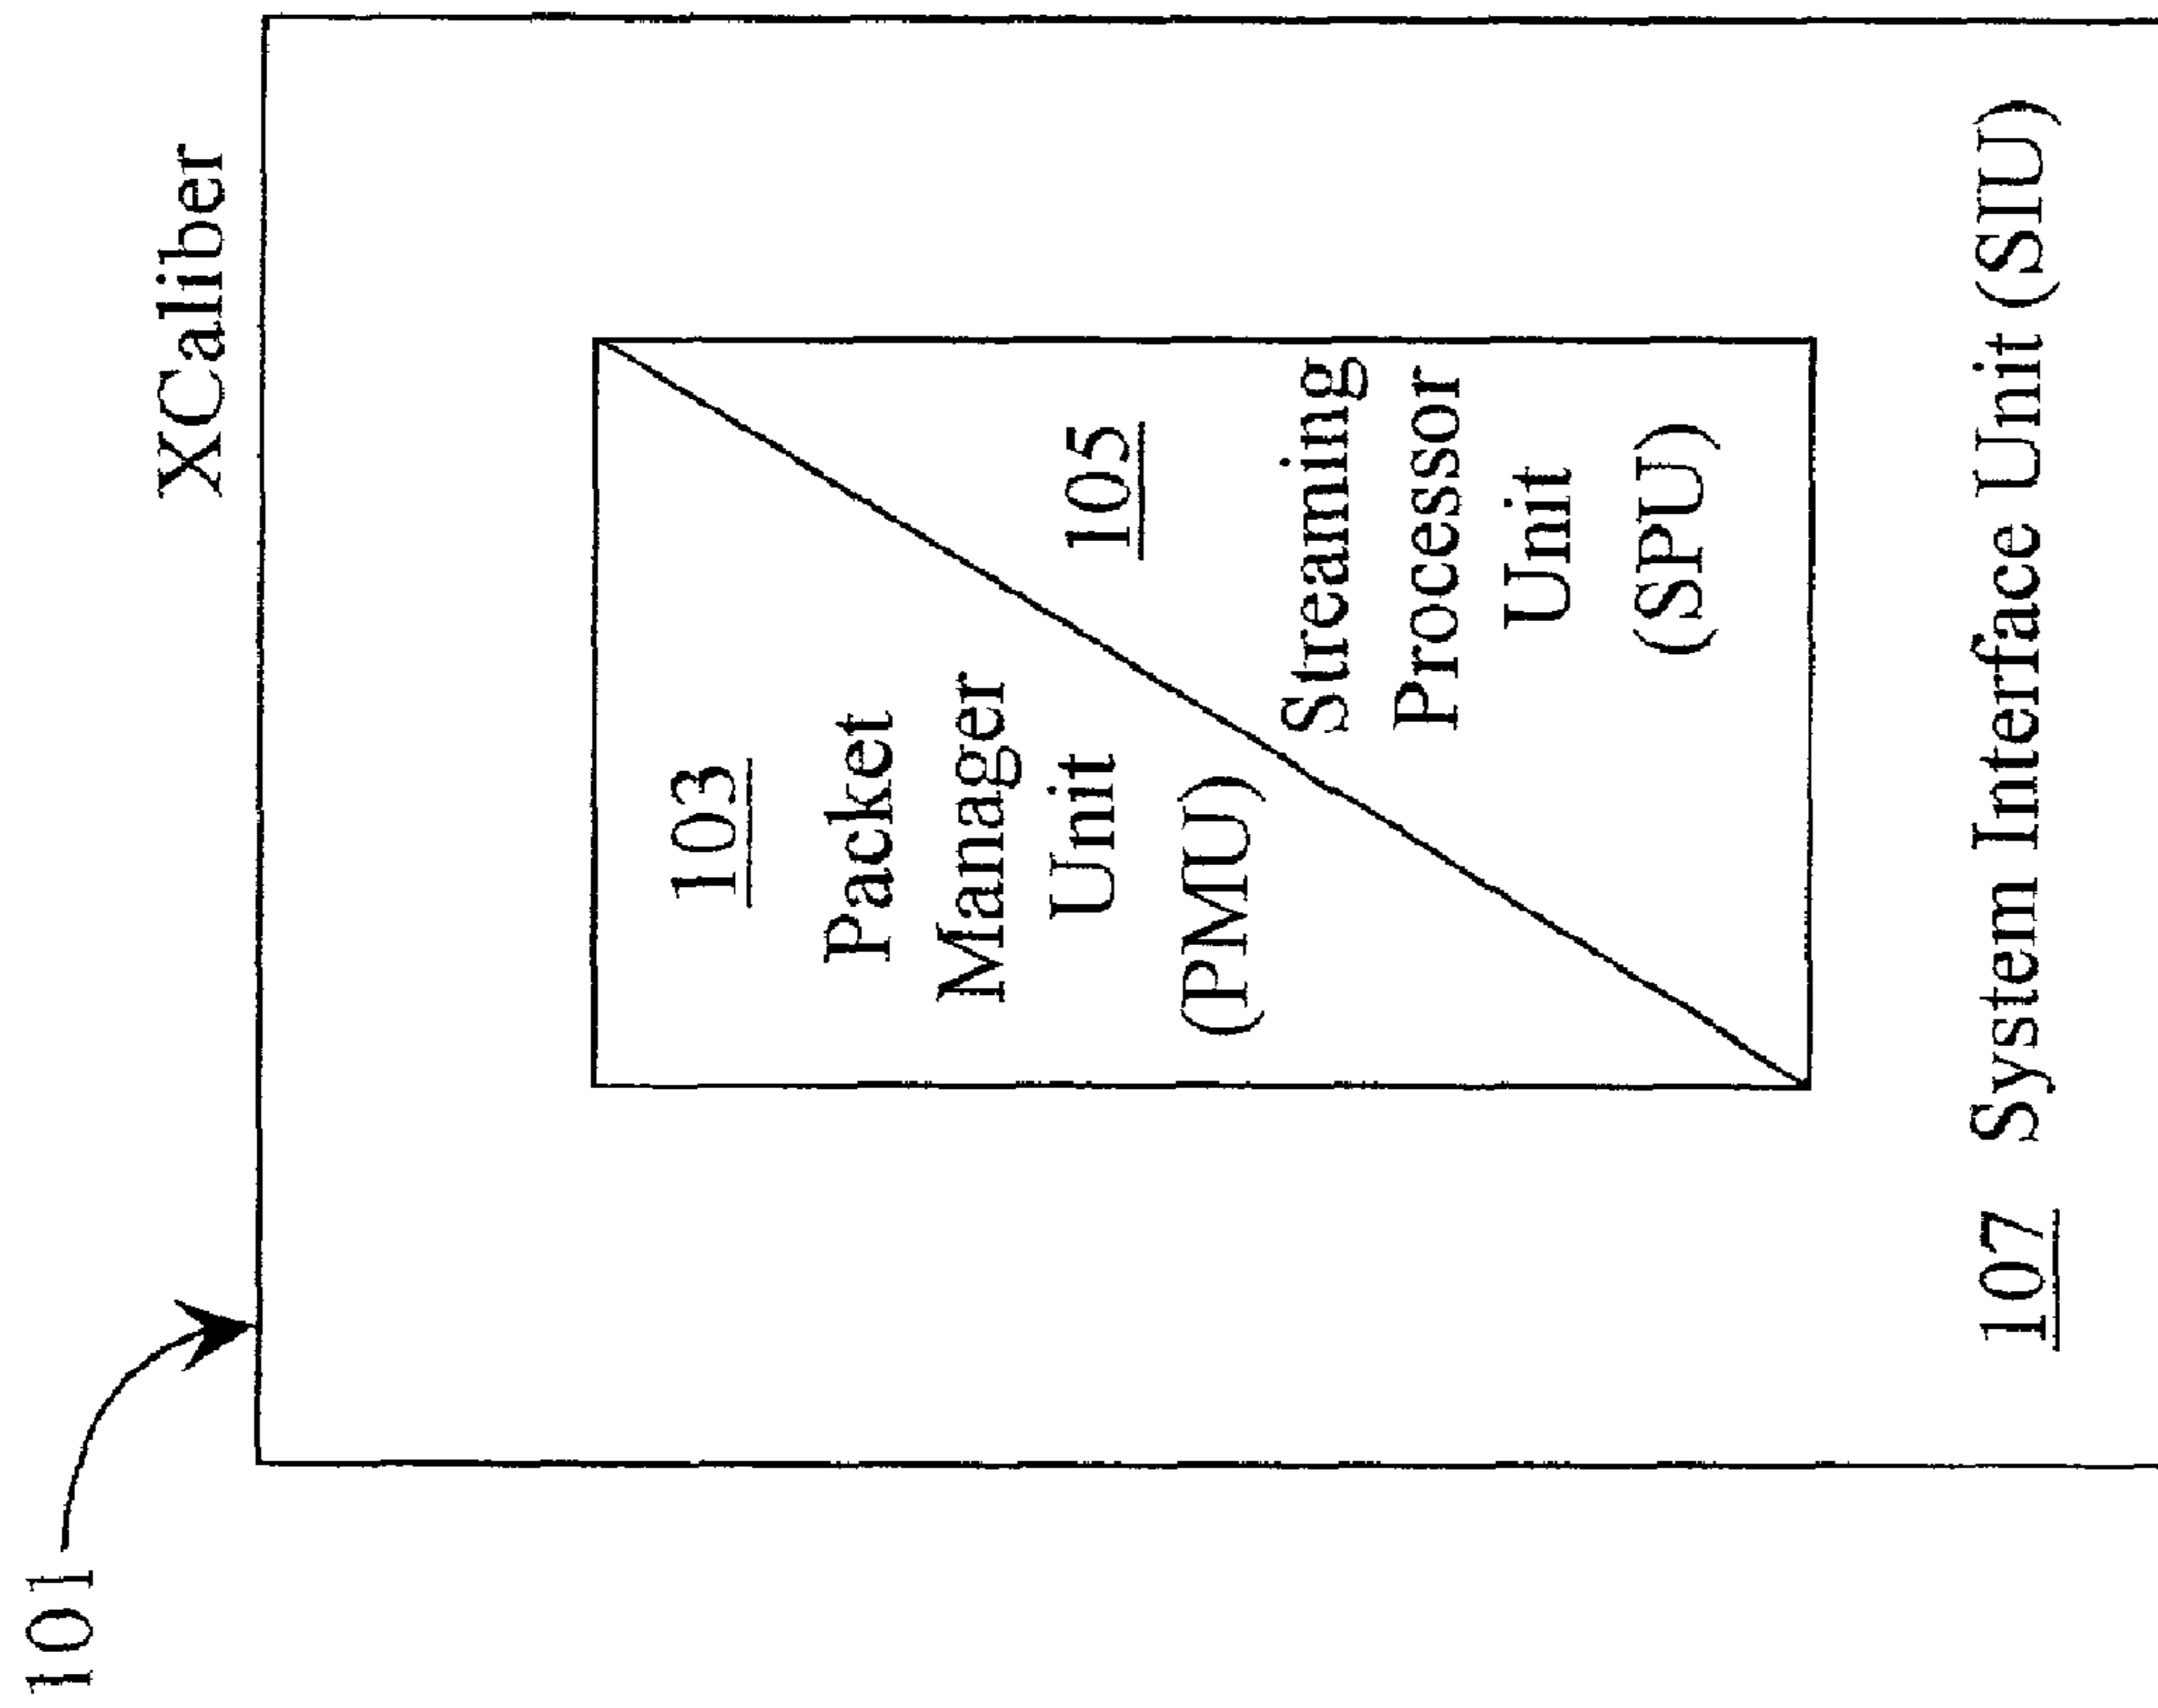 101
XCaliber
103
Packet
Manager
Unit
(PMU)
105
Streaming
Processor
Unit
(SPU)
107 System Interface Unit (SIU)